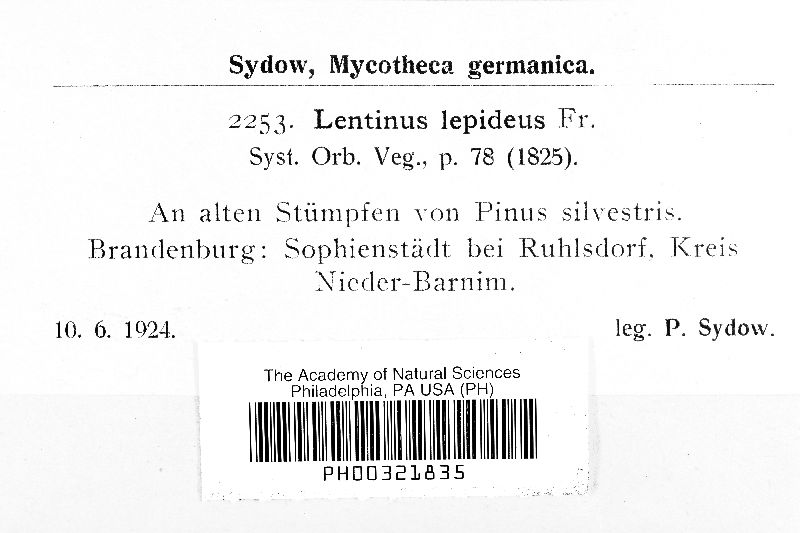 Sydow, Mycotheca germanica.
2253. Lentinus lepideus Fr.
Syst. Orb. Veg., p. 78 (1825).
An alten Stümpfen von Pinus silvestris.
Brandenburg: Sophienstädt bei Ruhlsdorf, Kreis
Nieder-Barnim.
10. 6. 1924. leg. P. Sydow.
The Academy of Natural Sciences
Philadelphia, PA USA (PH)
PH00321835